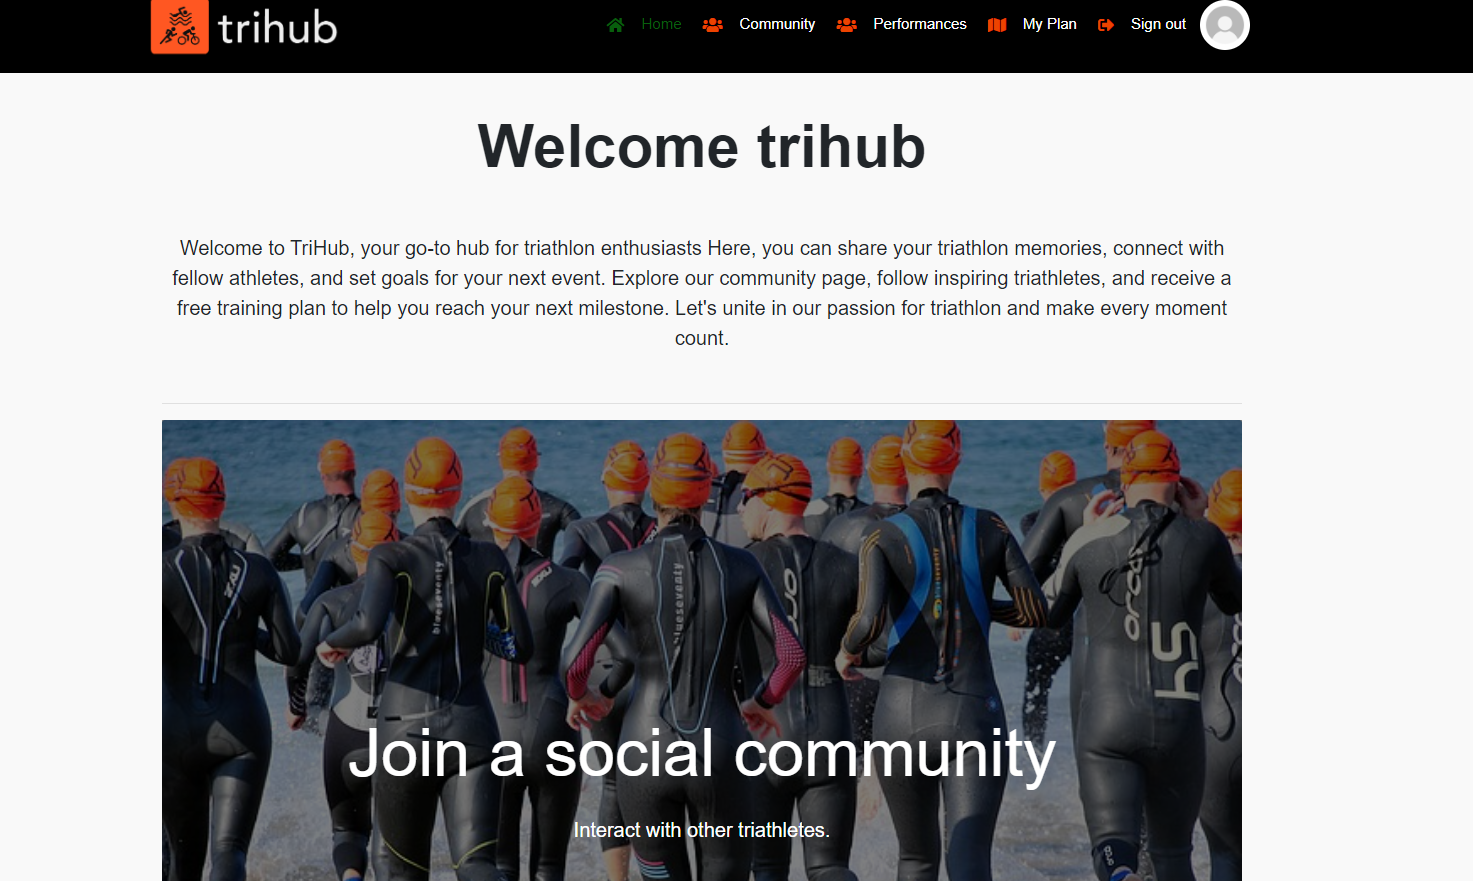 trihub
Home Community Performances My Plan Sign out
Welcome trihub
Welcome to TriHub, your go-to hub for triathlon enthusiasts Here, you can share your triathlon memories, connect with
fellow athletes, and set goals for your next event. Explore our community page, follow inspiring triathletes, and receive a
free training plan to help you reach your next milestone. Let's unite in our passion for triathlon and make every moment
count.
blueseventy
blueseventy
orca
hS
Join a social community
Interact with other triathletes.